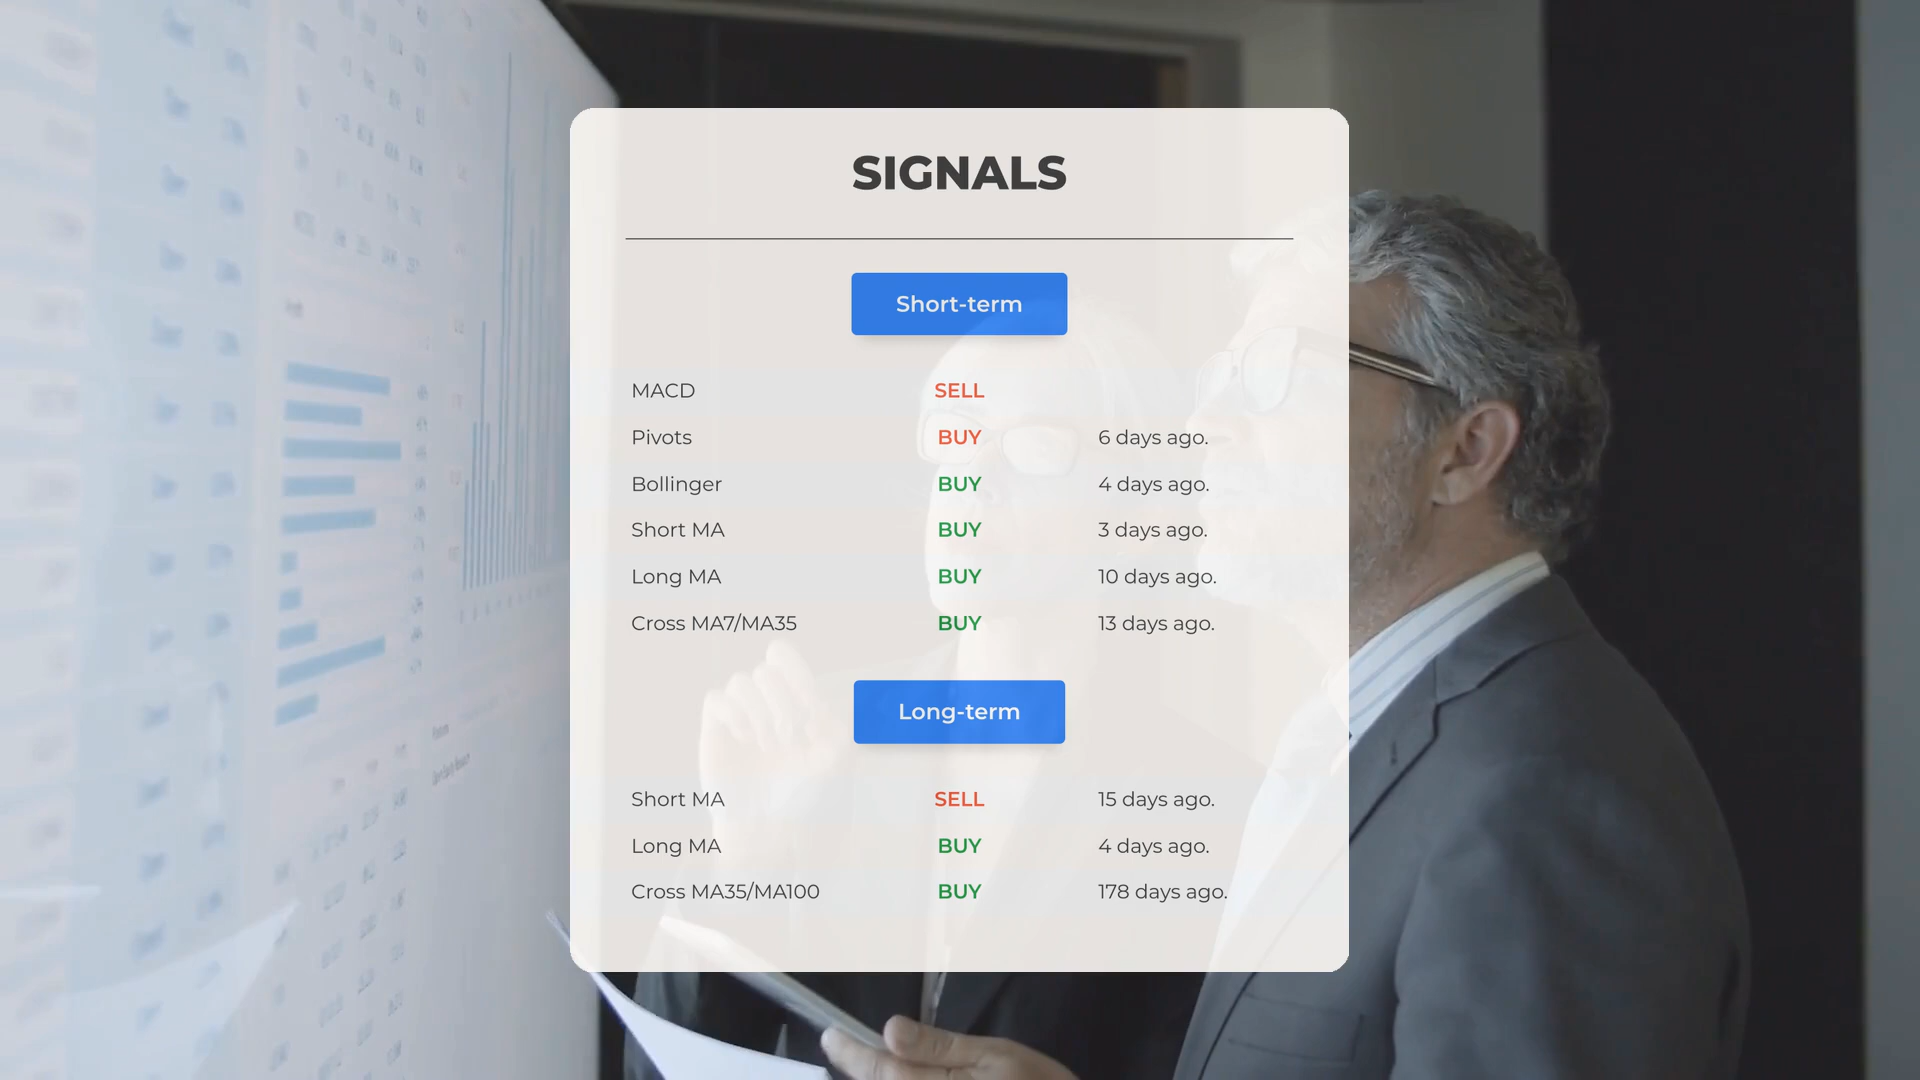 SIGNALS
Short-term
MACD SELL
Pivots BUY 6 days ago.
Bollinger BUY 4 days ago.
Short MA BUY 3 days ago.
Long MA BUY 10 days ago.
Cross MA7/MA35 BUY 13 days ago.
Long-term
Short MA SELL 15 days ago.
Long MA BUY 4 days ago.
Cross MA35/MA100 BUY 178 days ago.